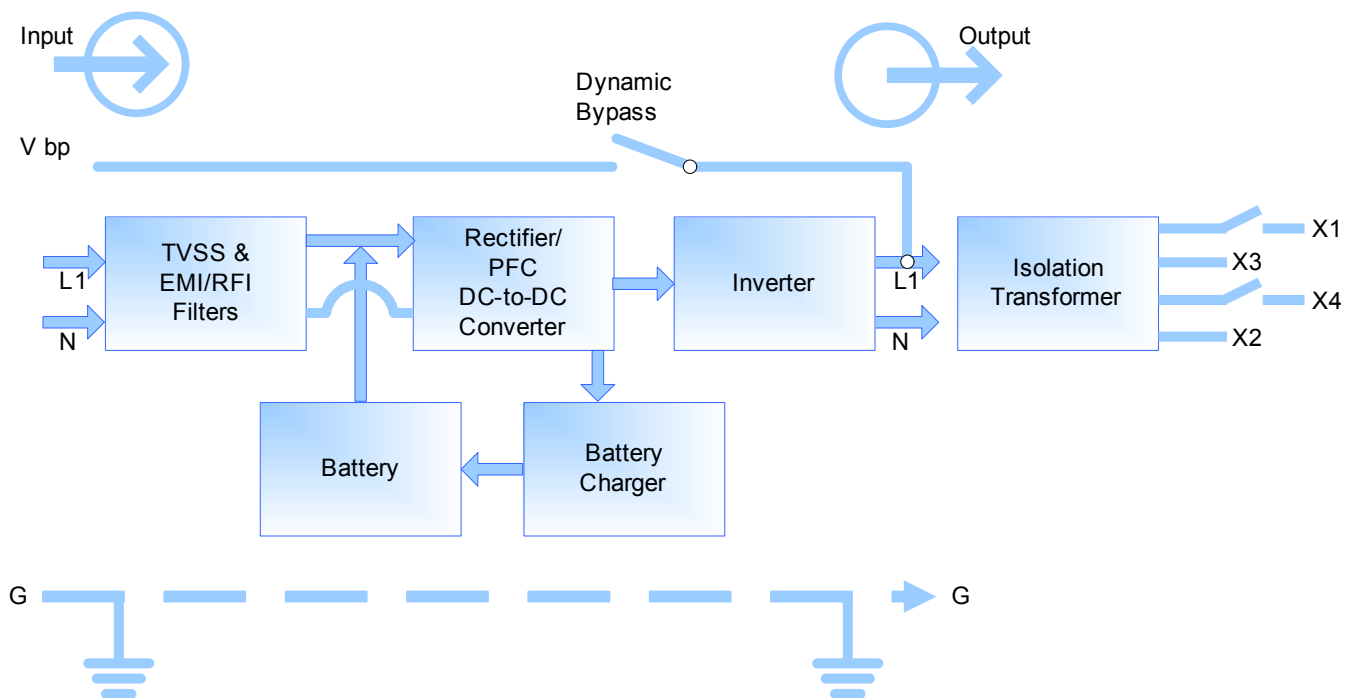 Input
Output
Dynamic
Bypass
V bp
TVSS &
EMI/RFI
Filters
Rectifier/
PFC
DC-to-DC
Converter
Inverter
Isolation
Transformer
L1
N
L1
N
X1
X3
X4
X2
Battery
Battery
Charger
G
G